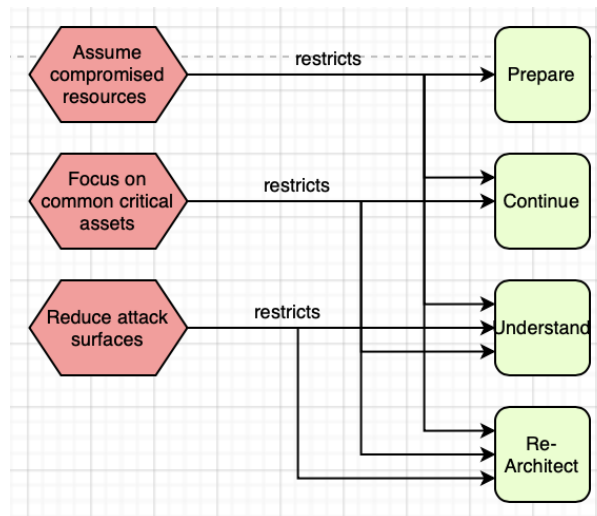 Assume
compromised
resources
restricts
Prepare
Focus on
common critical
assets
restricts
Continue
Reduce attack
surfaces
restricts
Understand
Re-
Architect